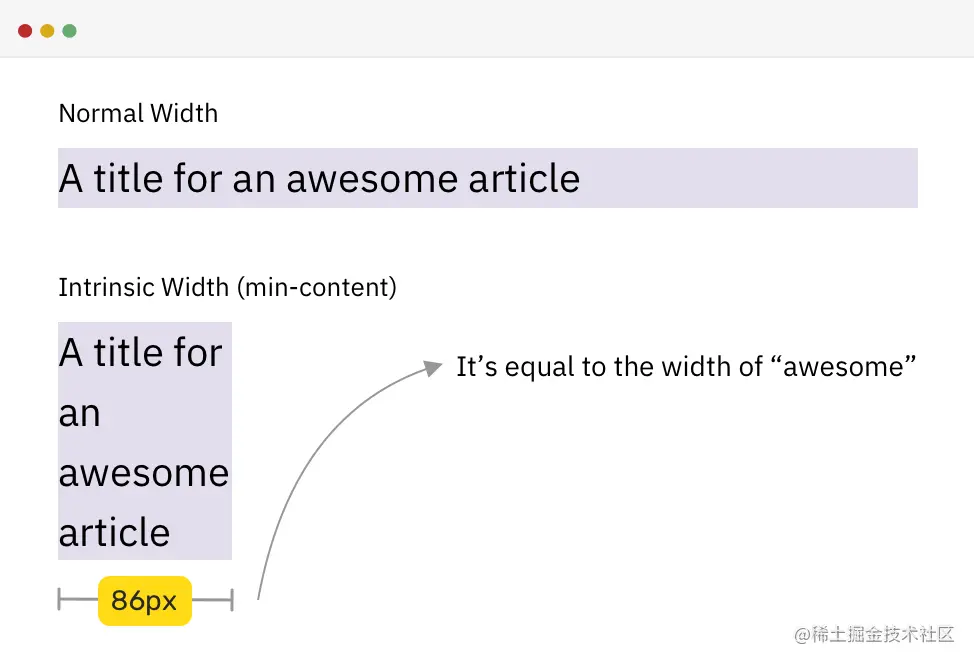 Normal Width
A title for an awesome article
Intrinsic Width (min-content)
A title for
an
awesome
article
It’s equal to the width of “awesome”
86px
@稀土掘金技术社区